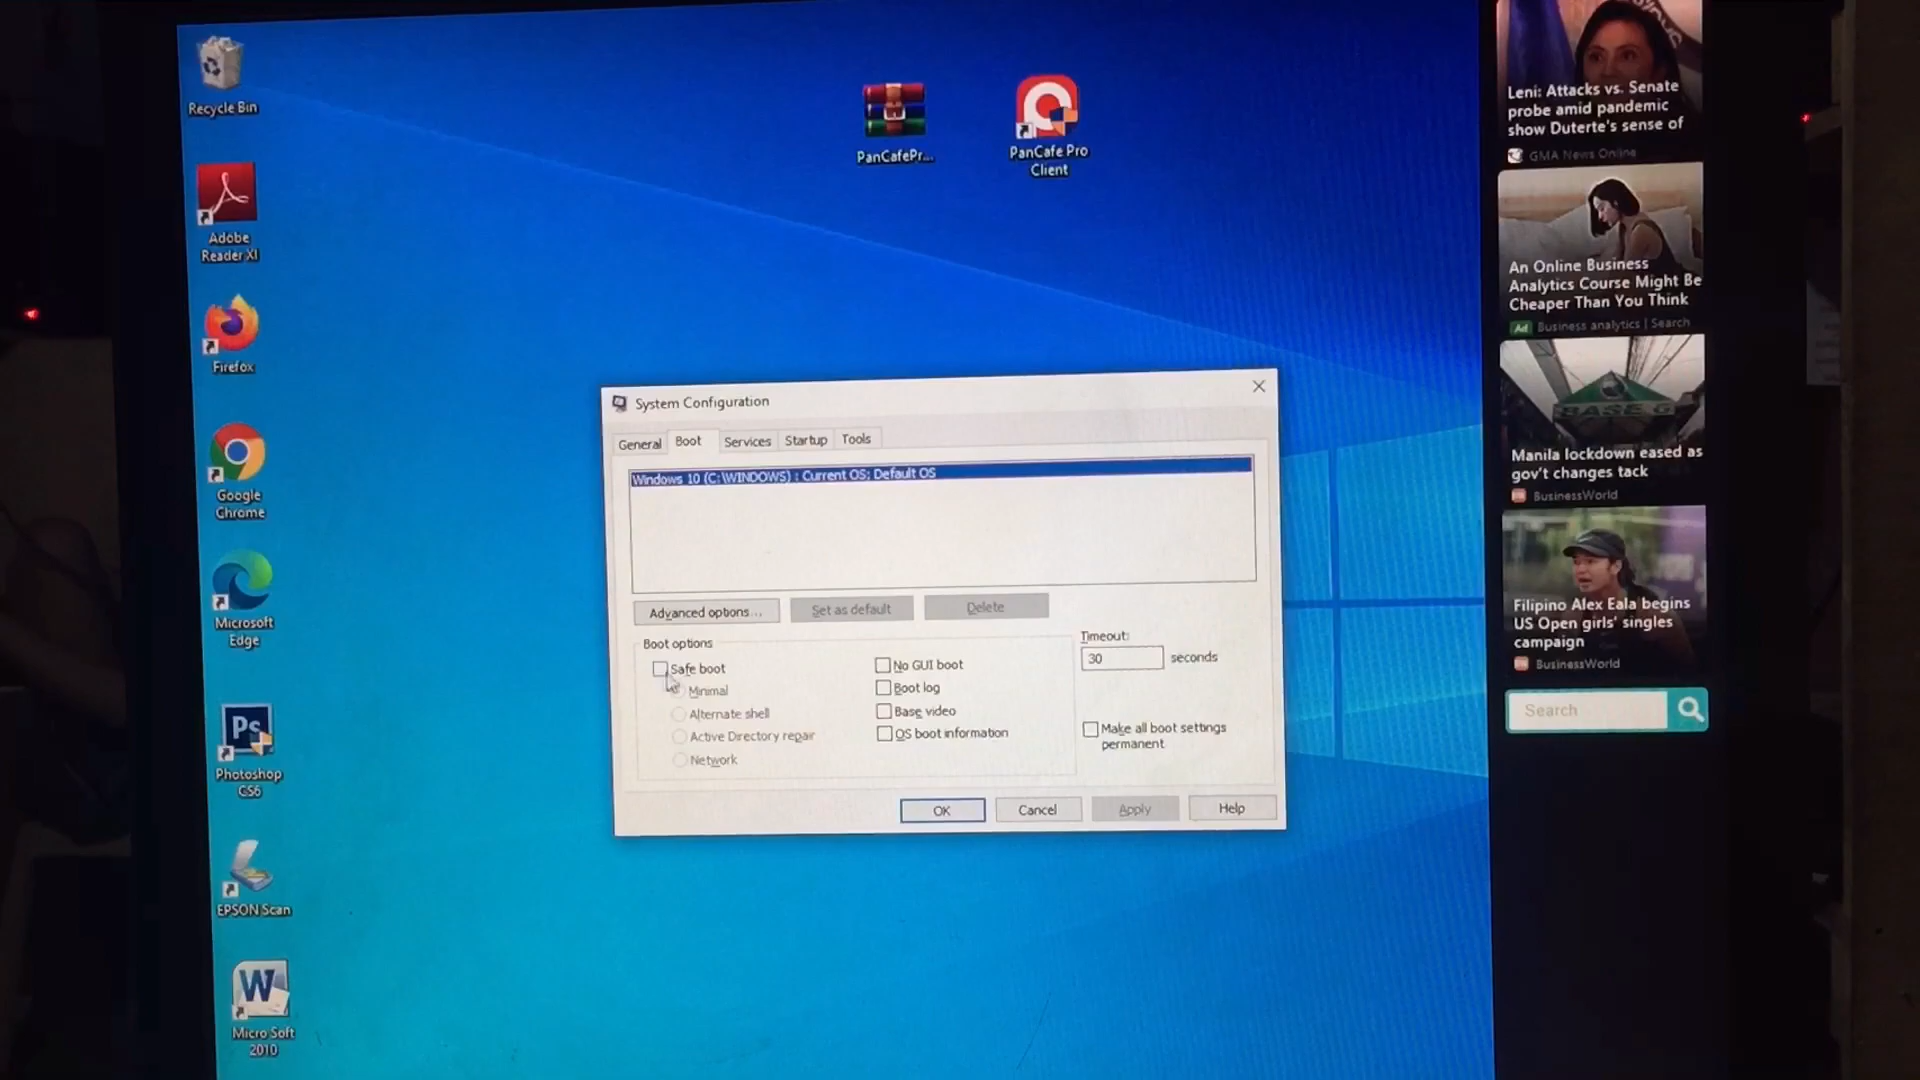 Recycle Bin
Adobe
Reader XI
Firefox
Google
Chrome
Microsoft
Edge
Ps
Photoshop
CS6
EPSON Scan
W
Micro Soft
2010
PanCafePr...
PanCafe Pro
Client
System Configuration
General
Boot
Services
Startup
Tools
Windows 10 (C:\WINDOWS) : Current OS; Default OS
Advanced options...
Set as default
Delete
Boot options
Safe boot
Minimal
Alternate shell
Active Directory repair
Network
No GUI boot
Boot log
Base video
OS boot information
Timeout:
30 seconds
Make all boot settings
permanent
OK
Cancel
Apply
Help
Leni: Attacks vs. Senate
probe amid pandemic
show Duterte's sense of
GMA News Online
An Online Business
Analytics Course Might Be
Cheaper Than You Think
Ad Business analytics | Search
BASE G
Manila lockdown eased as
gov't changes tack
BusinessWorld
Filipino Alex Eala begins
US Open girls' singles
campaign
BusinessWorld
Search